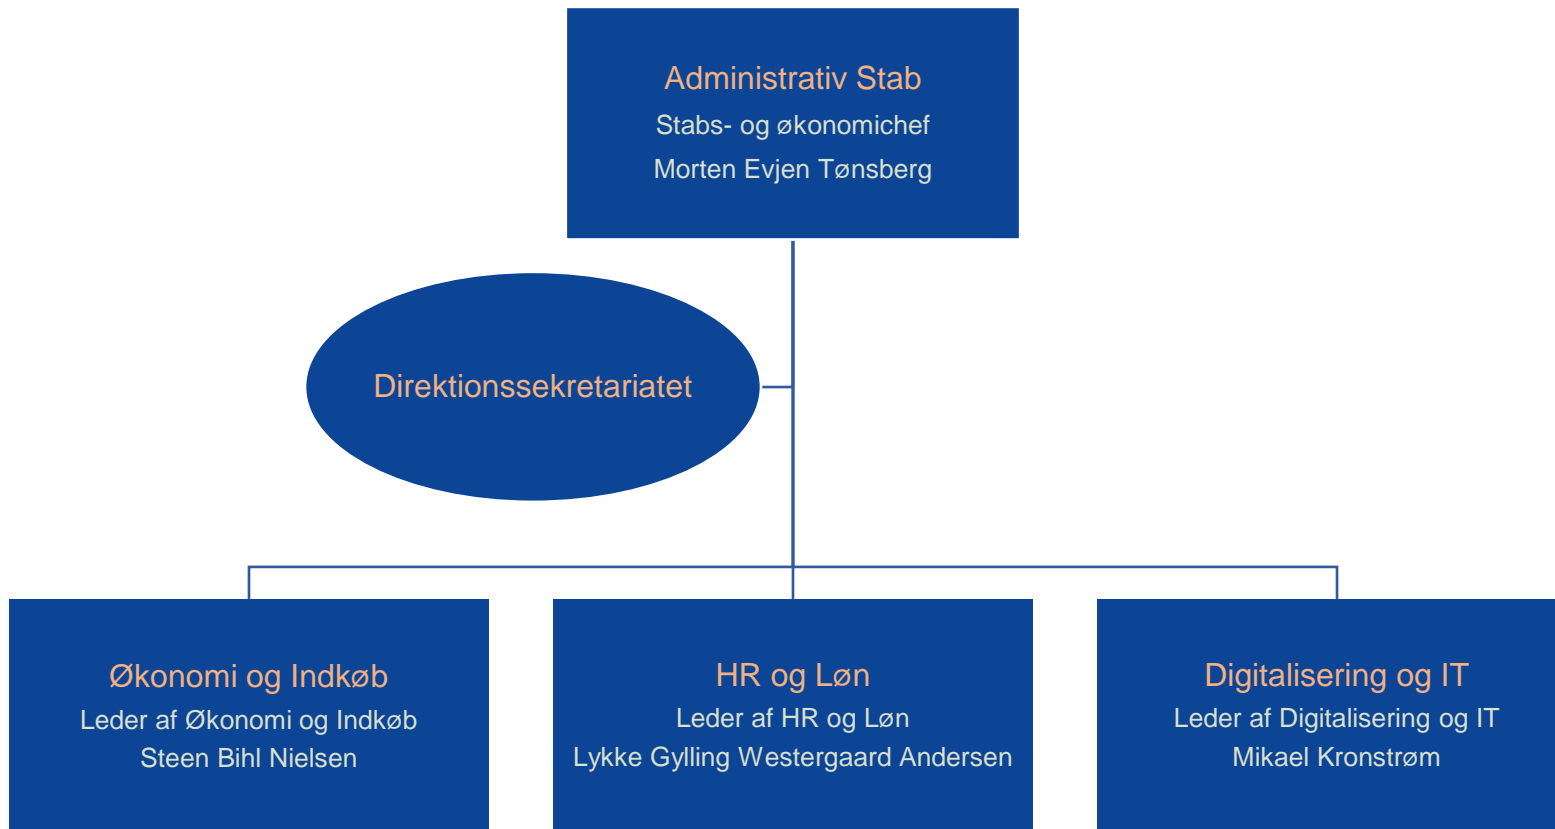 Administrativ Stab
Stabs- og økonomichef
Morten Evjen Tønsberg
Direktionssekretariatet
Økonomi og Indkøb
Leder af Økonomi og Indkøb
Steen Bihl Nielsen
HR og Løn
Leder af HR og Løn
Lykke Gylling Westergaard Andersen
Digitalisering og IT
Leder af Digitalisering og IT
Mikael Kronstrøm